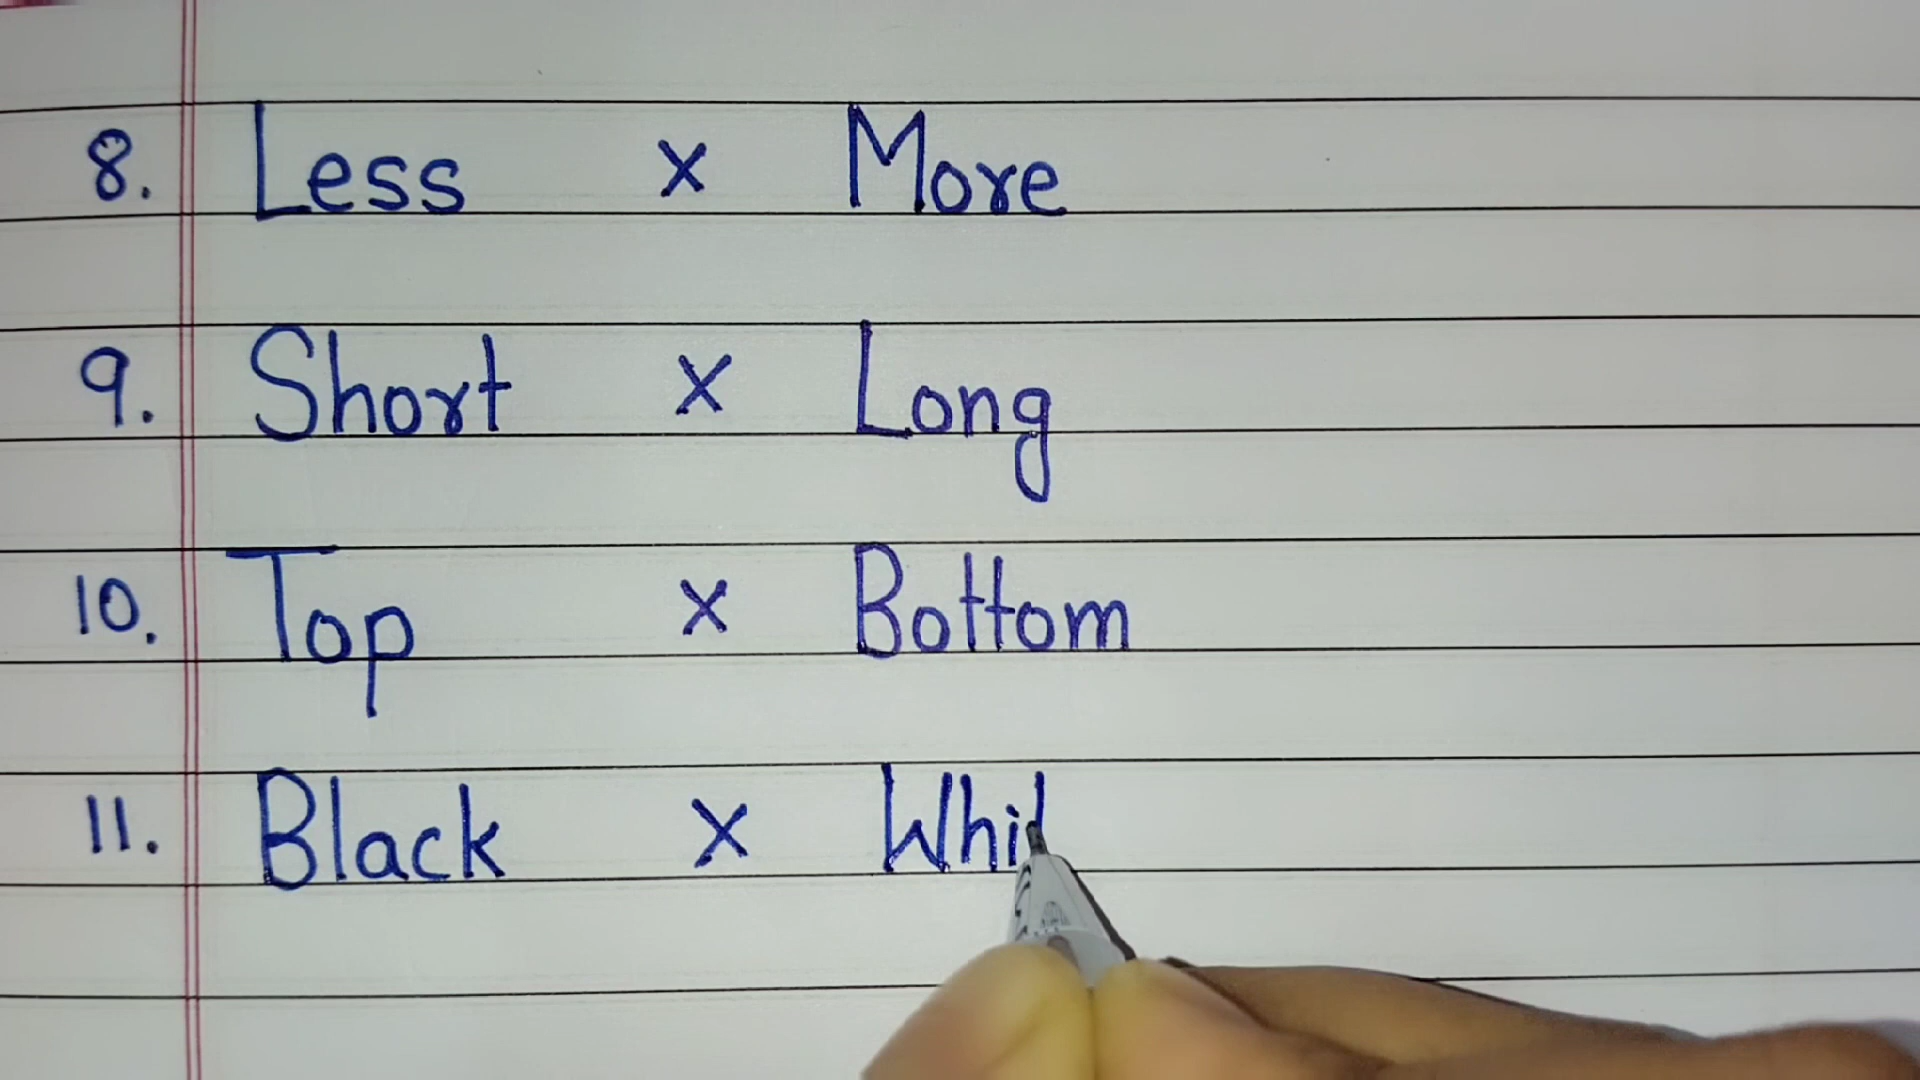 8. Less x More
9. Short x Long
10. Top x Bottom
11. Black x Whi